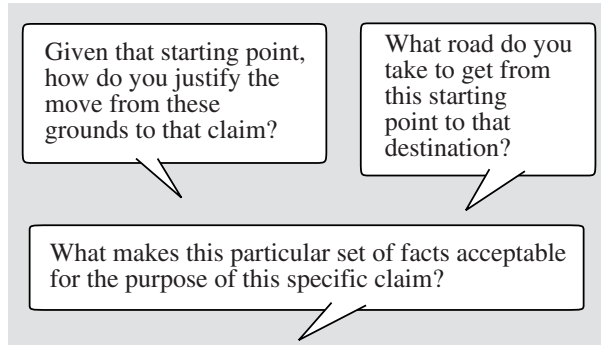 Given that starting point,
how do you justify the
move from these
grounds to that claim?
What road do you
take to get from
this starting
point to that
destination?
What makes this particular set of facts acceptable
for the purpose of this specific claim?